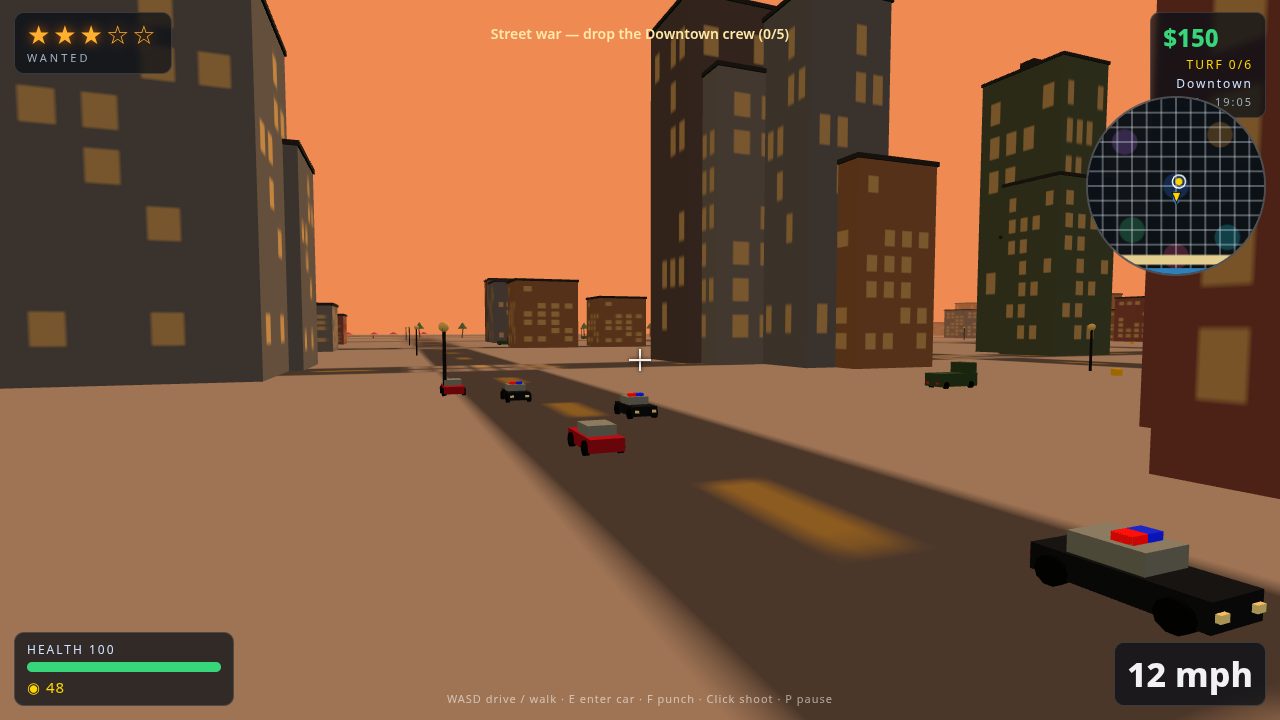 ★★★☆☆
WANTED
Street war — drop the Downtown crew (0/5)
$150
TURF 0/6
Downtown
19:05
HEALTH 100
◉ 48
WASD drive / walk · E enter car · F punch · Click shoot · P pause
12 mph